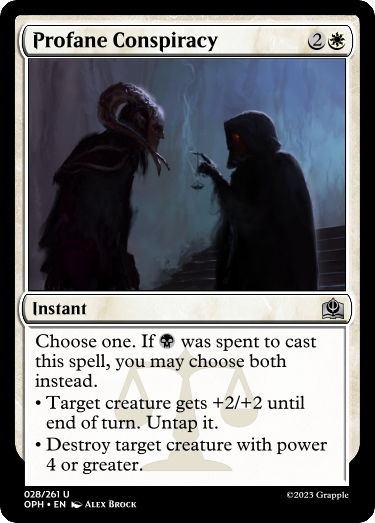 Profane Conspiracy 2
Instant
Choose one. If was spent to cast
this spell, you may choose both
instead.
• Target creature gets +2/+2 until
end of turn. Untap it.
• Destroy target creature with power
4 or greater.
028/261 U
OPH • EN ALEX BROCK
©2023 Grapple